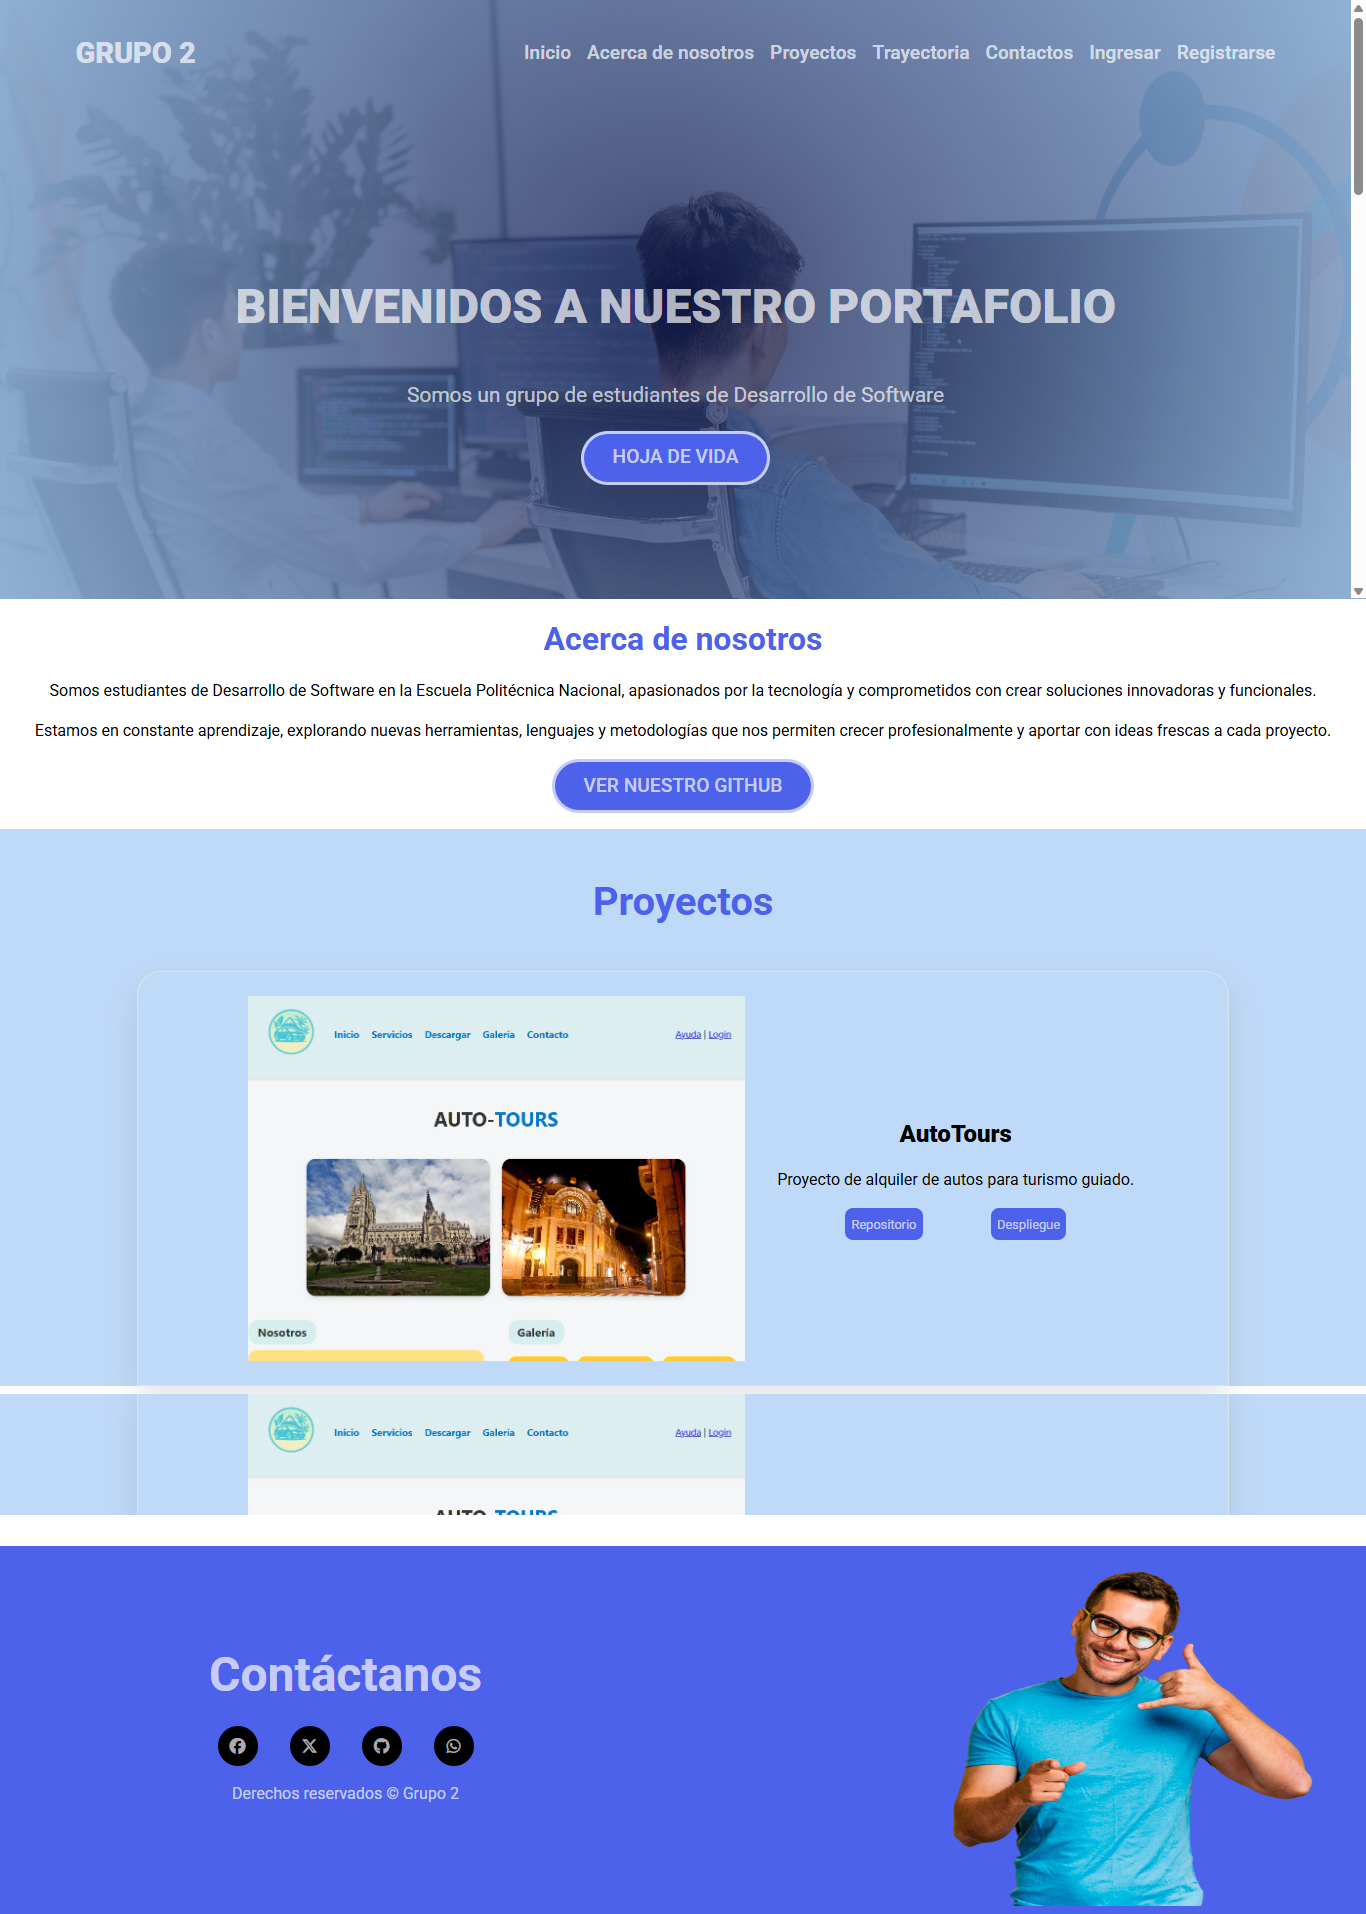 GRUPO 2
Inicio Acerca de nosotros Proyectos Trayectoria Contactos Ingresar Registrarse
BIENVENIDOS A NUESTRO PORTAFOLIO
Somos un grupo de estudiantes de Desarrollo de Software
HOJA DE VIDA
Acerca de nosotros
Somos estudiantes de Desarrollo de Software en la Escuela Politécnica Nacional, apasionados por la tecnología y comprometidos con crear soluciones innovadoras y funcionales.
Estamos en constante aprendizaje, explorando nuevas herramientas, lenguajes y metodologías que nos permiten crecer profesionalmente y aportar con ideas frescas a cada proyecto.
VER NUESTRO GITHUB
Proyectos
Inicio Servicios Descargar Galería Contacto Ayuda | Login
AUTO-TOURS
Nosotros Galería
AutoTours
Proyecto de alquiler de autos para turismo guiado.
Repositorio Despliegue
Inicio Servicios Descargar Galería Contacto Ayuda | Login
AUTO-TOURS
Contáctanos
Derechos reservados © Grupo 2